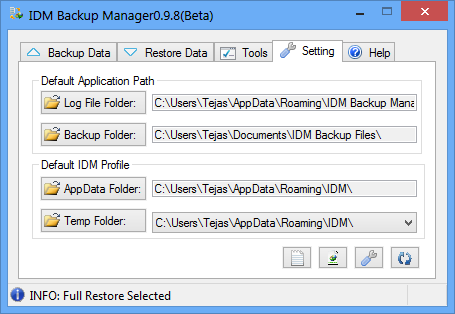 IDM Backup Manager0.9.8(Beta)
Backup Data Restore Data Tools Setting Help
Default Application Path
Log File Folder: C:\Users\Tejas\AppData\Roaming\IDM Backup Mana
Backup Folder: C:\Users\Tejas\Documents\IDM Backup Files\
Default IDM Profile
AppData Folder: C:\Users\Tejas\AppData\Roaming\IDM\
Temp Folder: C:\Users\Tejas\AppData\Roaming\IDM\
INFO: Full Restore Selected